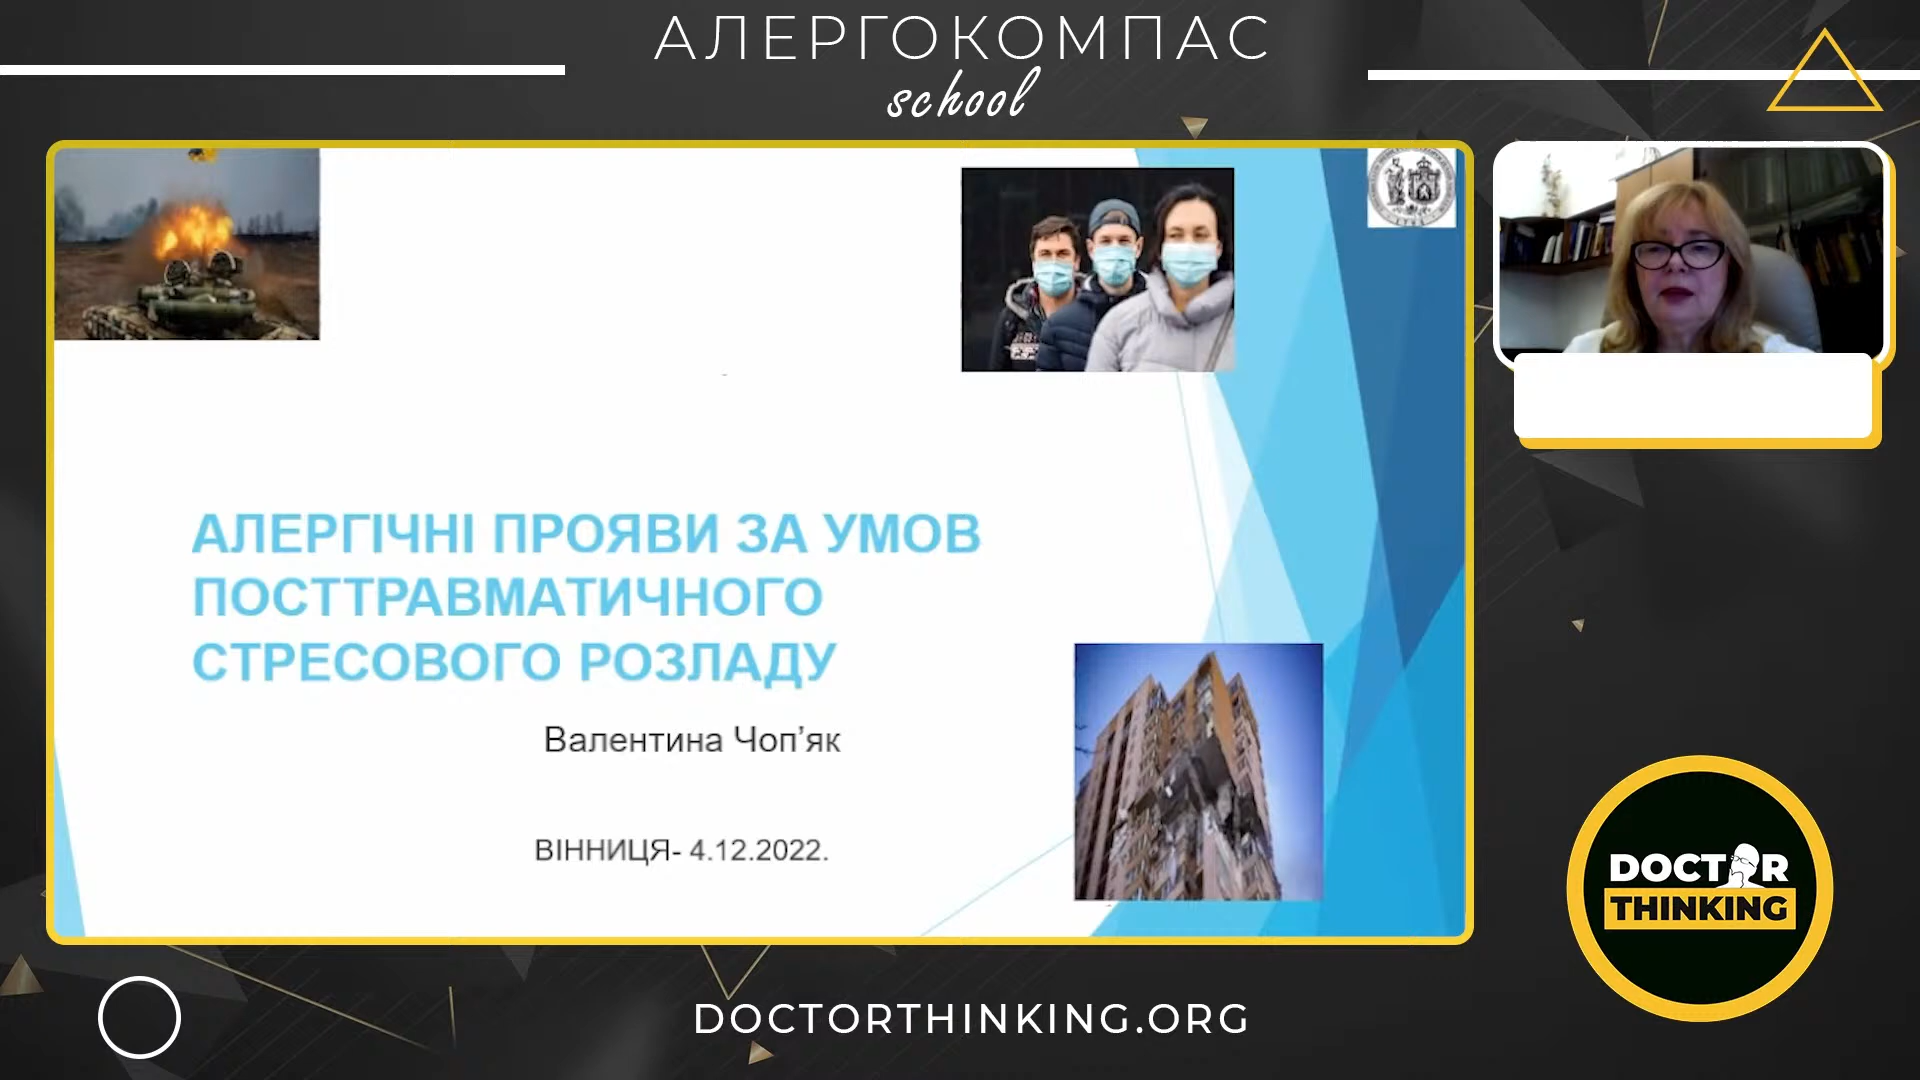 АЛЕРГОКОМПАС
school
АЛЕРГІЧНІ ПРОЯВИ ЗА УМОВ
ПОСТТРАВМАТИЧНОГО
СТРЕСОВОГО РОЗЛАДУ
Валентина Чоп’як
ВІННИЦЯ- 4.12.2022.
DOCTOR
THINKING
DOCTORTHINKING.ORG